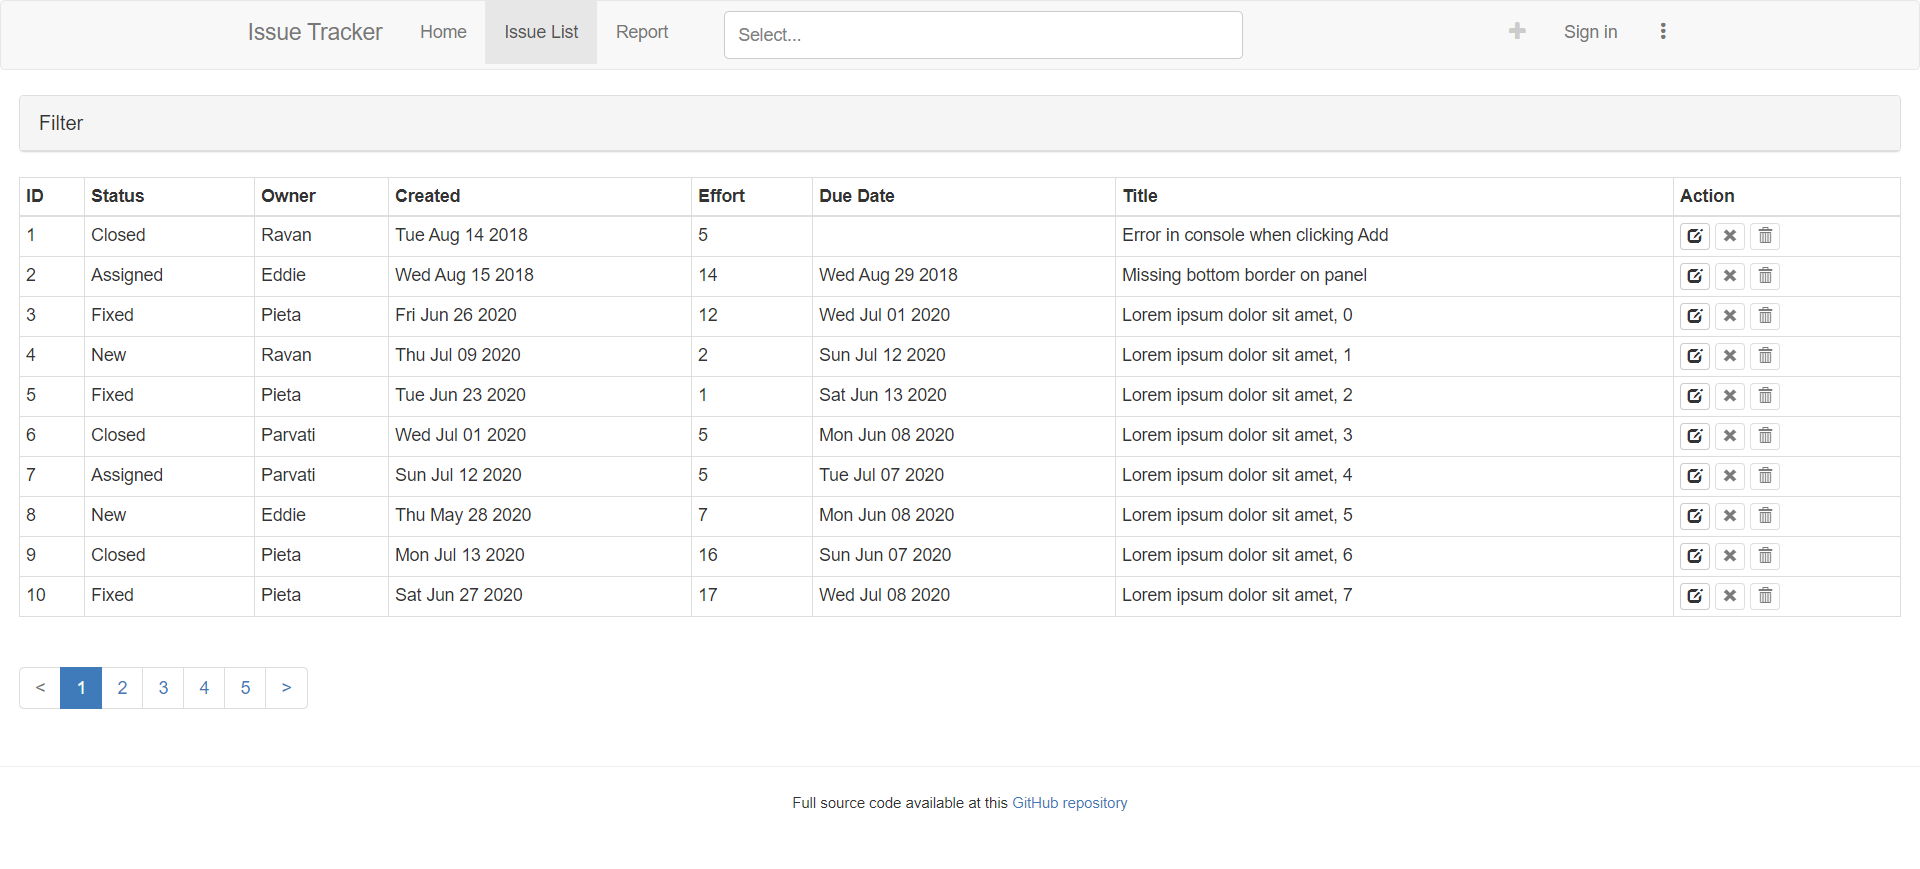 Issue Tracker Home Issue List Report Select... Sign in
Filter
ID Status Owner Created Effort Due Date Title Action
1 Closed Ravan Tue Aug 14 2018 5 Error in console when clicking Add
2 Assigned Eddie Wed Aug 15 2018 14 Wed Aug 29 2018 Missing bottom border on panel
3 Fixed Pieta Fri Jun 26 2020 12 Wed Jul 01 2020 Lorem ipsum dolor sit amet, 0
4 New Ravan Thu Jul 09 2020 2 Sun Jul 12 2020 Lorem ipsum dolor sit amet, 1
5 Fixed Pieta Tue Jun 23 2020 1 Sat Jun 13 2020 Lorem ipsum dolor sit amet, 2
6 Closed Parvati Wed Jul 01 2020 5 Mon Jun 08 2020 Lorem ipsum dolor sit amet, 3
7 Assigned Parvati Sun Jul 12 2020 5 Tue Jul 07 2020 Lorem ipsum dolor sit amet, 4
8 New Eddie Thu May 28 2020 7 Mon Jun 08 2020 Lorem ipsum dolor sit amet, 5
9 Closed Pieta Mon Jul 13 2020 16 Sun Jun 07 2020 Lorem ipsum dolor sit amet, 6
10 Fixed Pieta Sat Jun 27 2020 17 Wed Jul 08 2020 Lorem ipsum dolor sit amet, 7
< 1 2 3 4 5 >
Full source code available at this GitHub repository